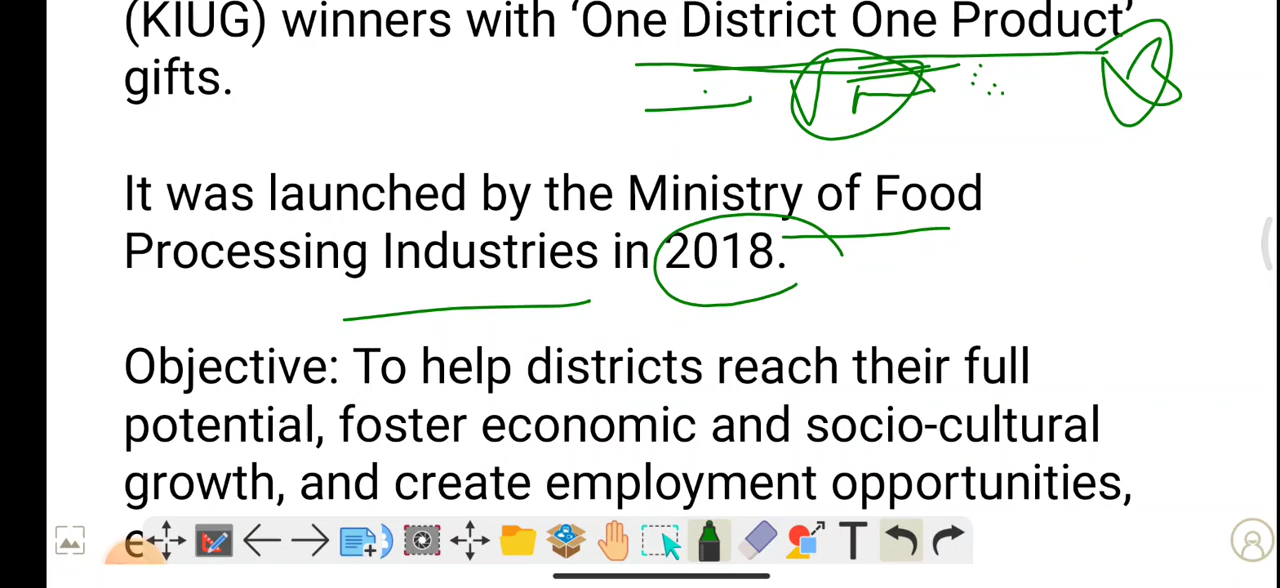 (KIUG) winners with ‘One District One Product’
gifts.
It was launched by the Ministry of Food
Processing Industries in 2018.
Objective: To help districts reach their full
potential, foster economic and socio-cultural
growth, and create employment opportunities,